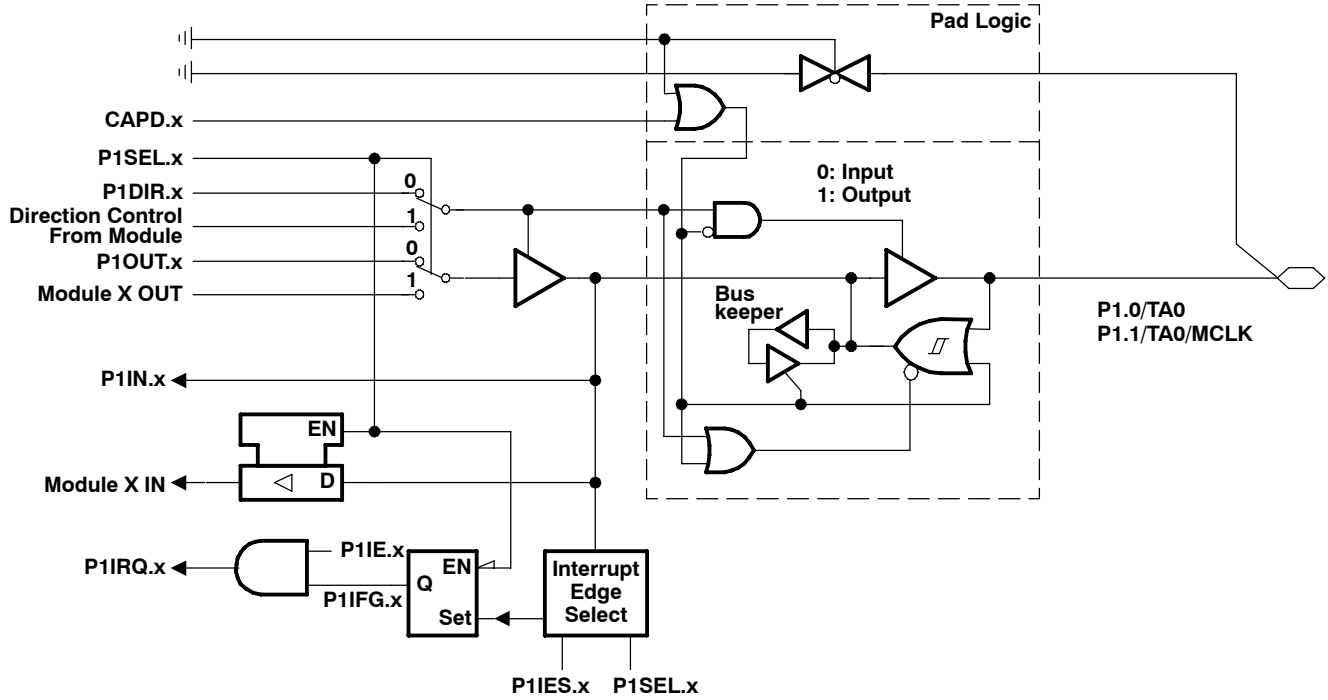 Pad Logic
CAPD.x
P1SEL.x
0
P1DIR.x
Direction Control
From Module
1
0
P1OUT.x
1
Module X OUT
0: Input
1: Output
Bus
keeper
P1.0/TA0
P1.1/TA0/MCLK
P1IN.x
EN
Module X IN
D
P1IE.x
P1IRQ.x
P1IFG.x
EN
Q
Set
Interrupt
Edge
Select
P1IES.x
P1SEL.x